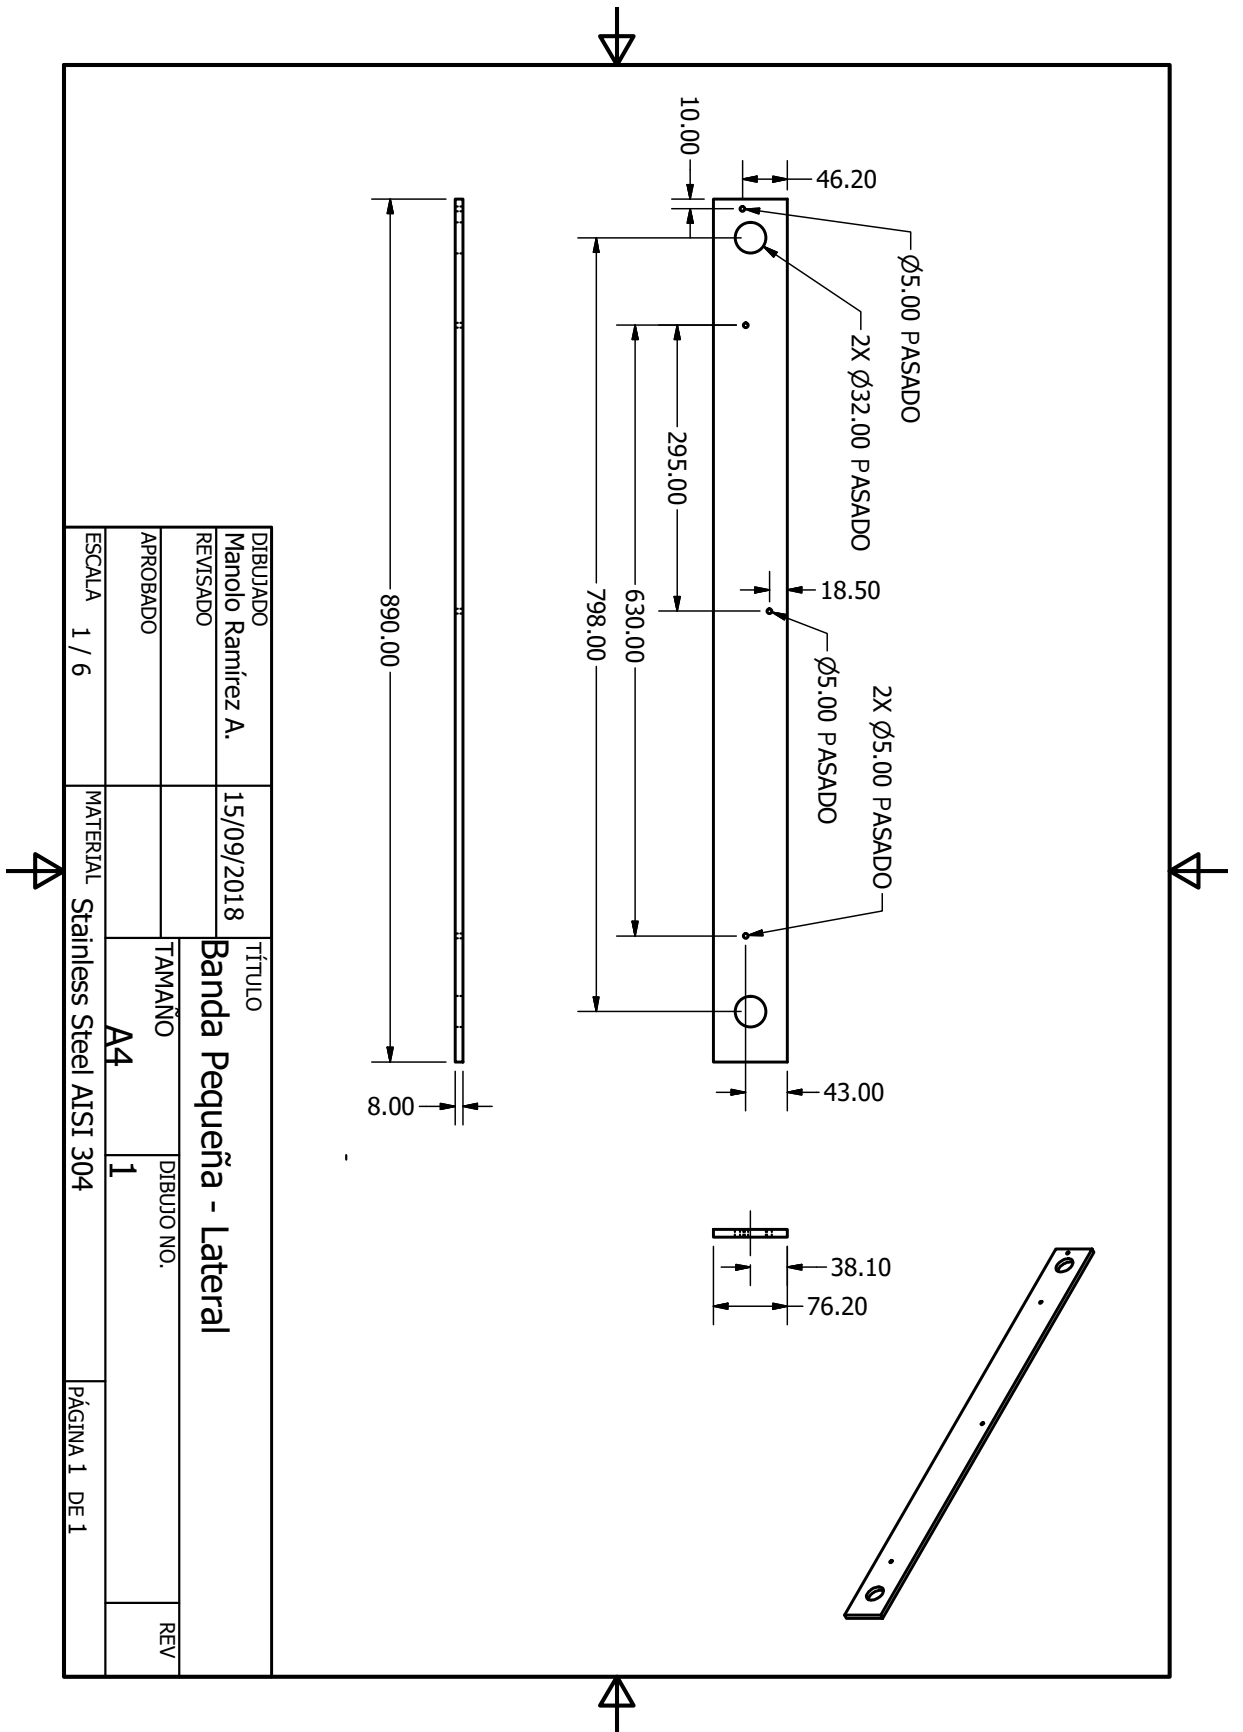 10.00
46.20
Ø5.00 PASADO
2X Ø32.00 PASADO
295.00
630.00
798.00
18.50
Ø5.00 PASADO
2X Ø5.00 PASADO
43.00
890.00
8.00
38.10
76.20
DIBUJADO
Manolo Ramírez A.
15/09/2018
REVISADO
APROBADO
ESCALA 1 / 6
MATERIAL Stainless Steel AISI 304
TÍTULO
Banda Pequeña - Lateral
TAMAÑO
A4
DIBUJO NO.
1
REV
PÁGINA 1 DE 1